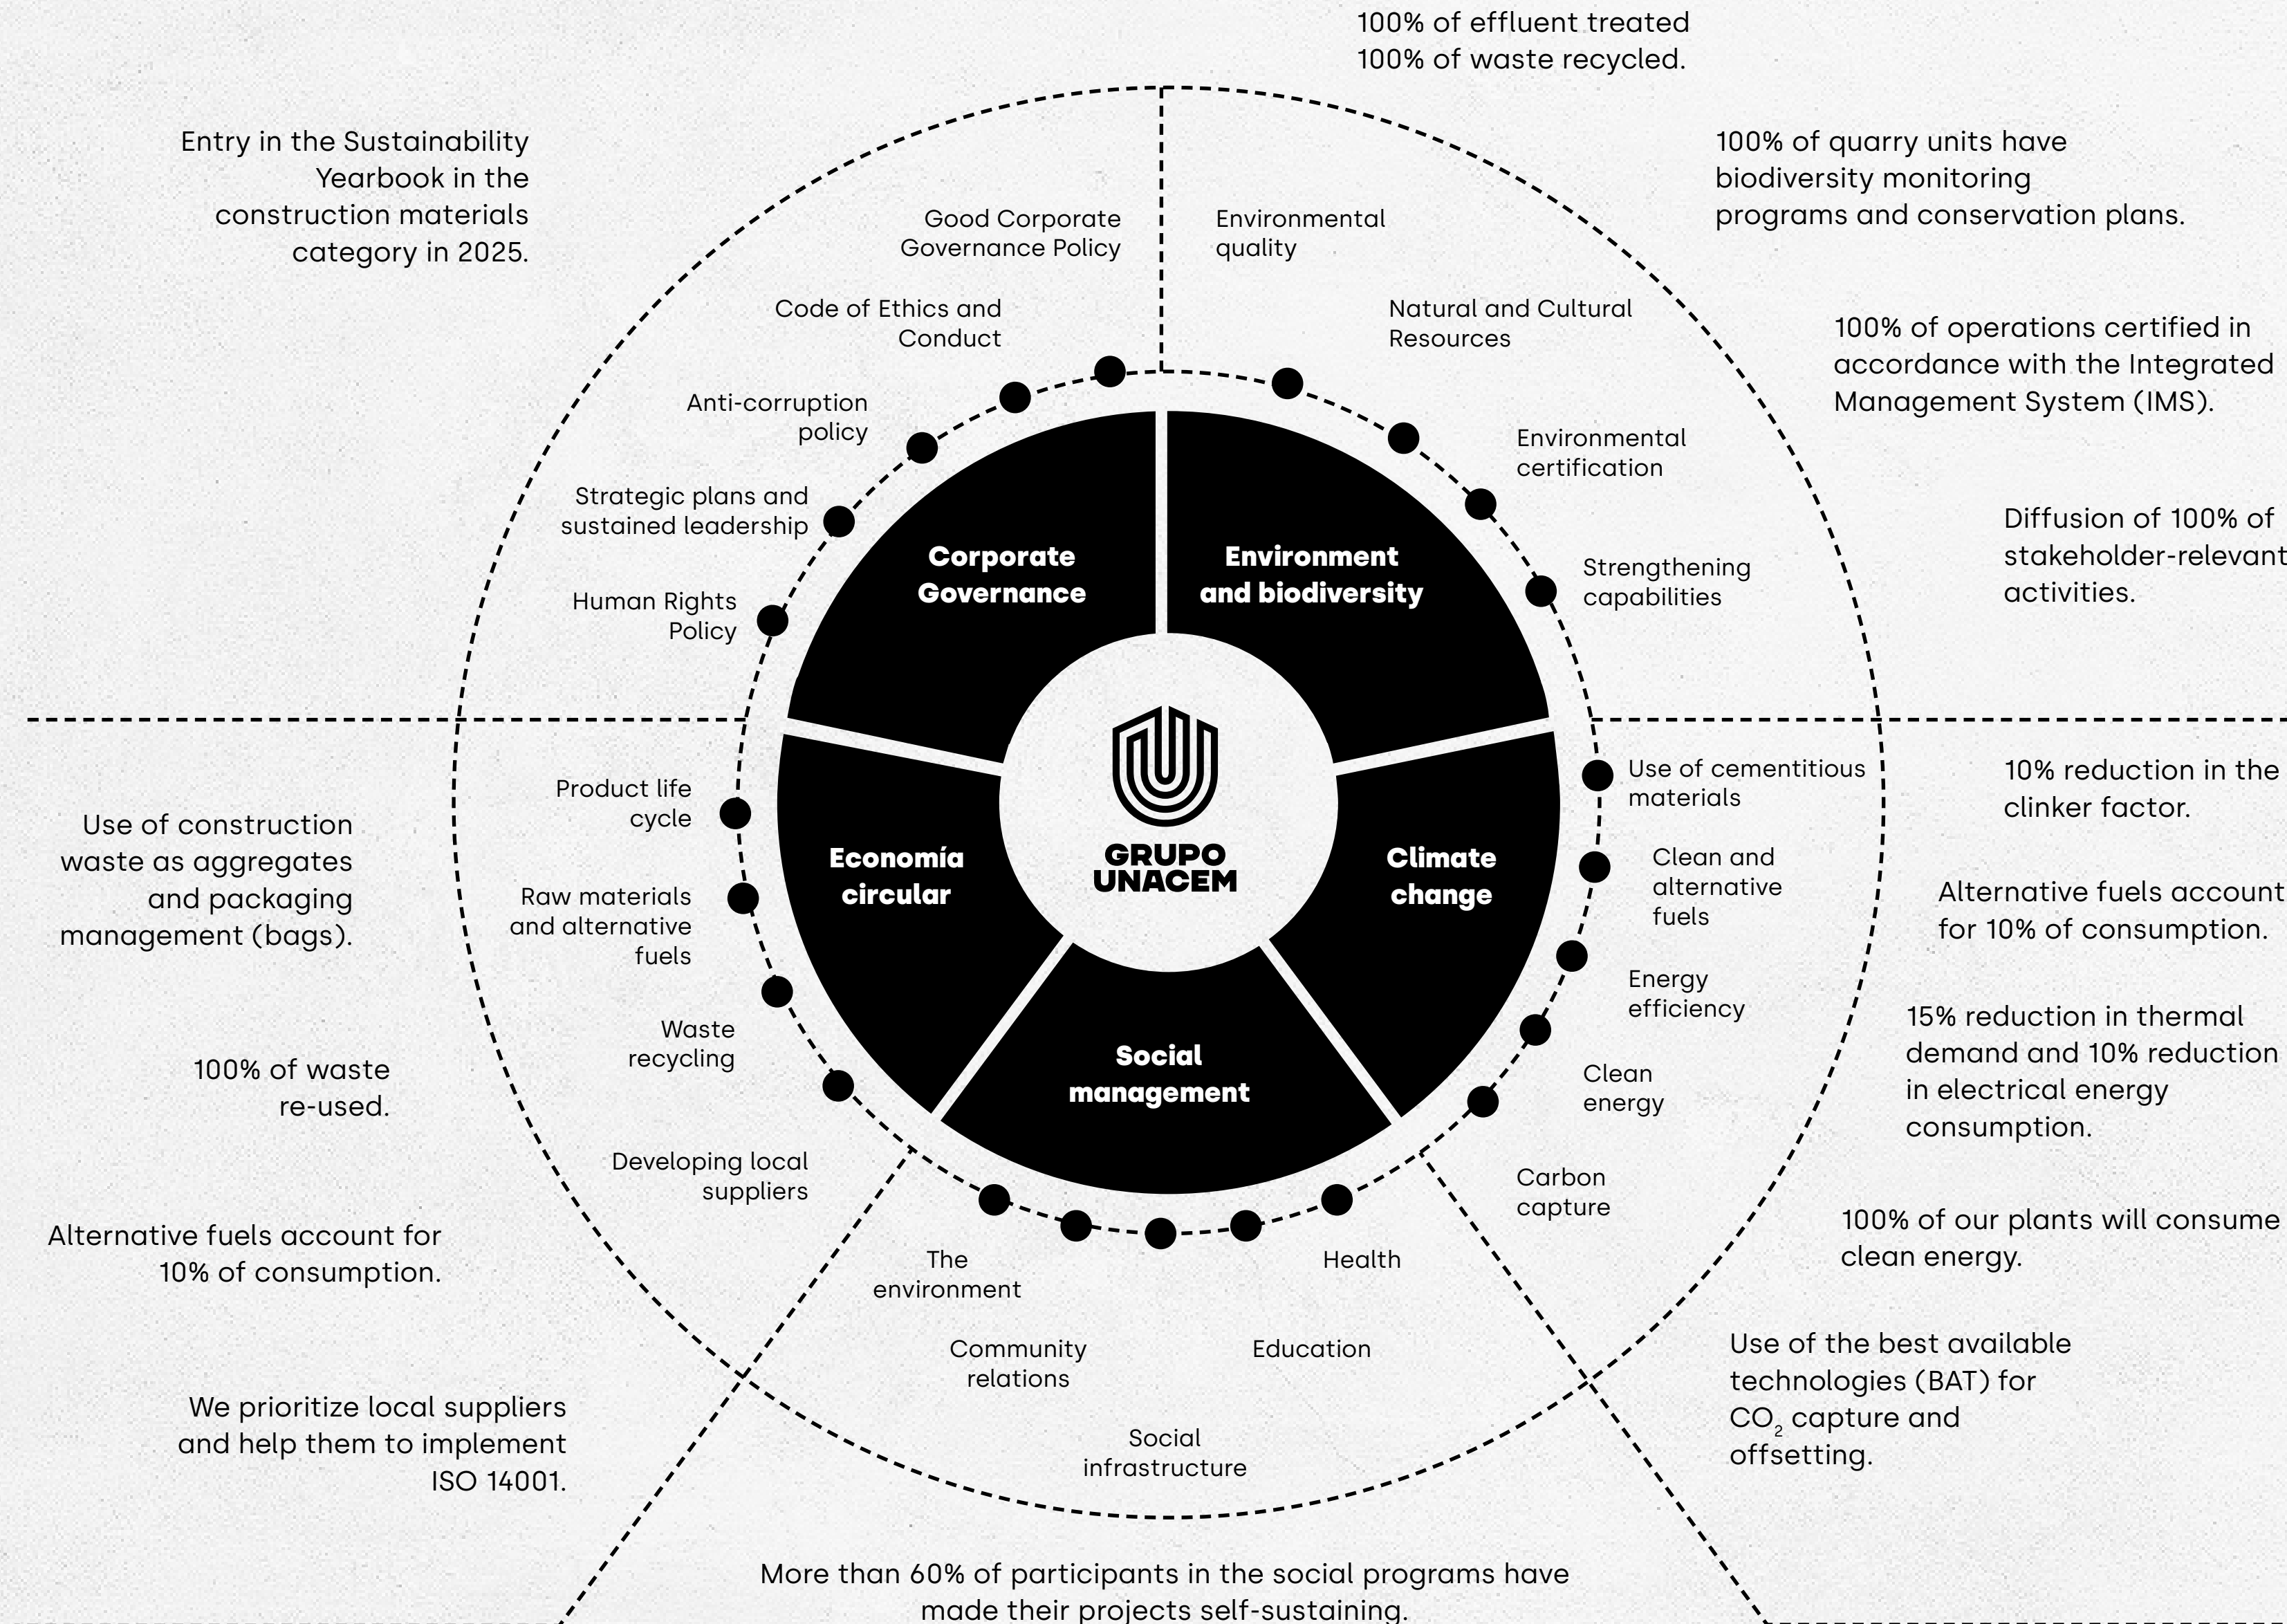 100% of effluent treated
100% of waste recycled.
Entry in the Sustainability
Yearbook in the
construction materials
category in 2025.
100% of quarry units have
biodiversity monitoring
programs and conservation plans.
Good Corporate
Governance Policy
Environmental
quality
Code of Ethics and
Conduct
Natural and Cultural
Resources
100% of operations certified in
accordance with the Integrated
Management System (IMS).
Anti-corruption
policy
Environmental
certification
Strategic plans and
sustained leadership
Diffusion of 100% of
stakeholder-relevant
activities.
Strengthening
capabilities
Human Rights
Policy
Corporate
Governance
Environment
and biodiversity
GRUPO
UNACEM
Economía
circular
Climate
change
Social
management
Product life
cycle
Raw materials
and alternative
fuels
Waste
recycling
Developing local
suppliers
Use of construction
waste as aggregates
and packaging
management (bags).
100% of waste
re-used.
Alternative fuels account for
10% of consumption.
We prioritize local suppliers
and help them to implement
ISO 14001.
Use of cementitious
materials
Clean and
alternative
fuels
Energy
efficiency
Clean
energy
Carbon
capture
10% reduction in the
clinker factor.
Alternative fuels account
for 10% of consumption.
15% reduction in thermal
demand and 10% reduction
in electrical energy
consumption.
100% of our plants will consume
clean energy.
Use of the best available
technologies (BAT) for
CO₂ capture and
offsetting.
The
environment
Community
relations
Social
infrastructure
Education
Health
More than 60% of participants in the social programs have
made their projects self-sustaining.